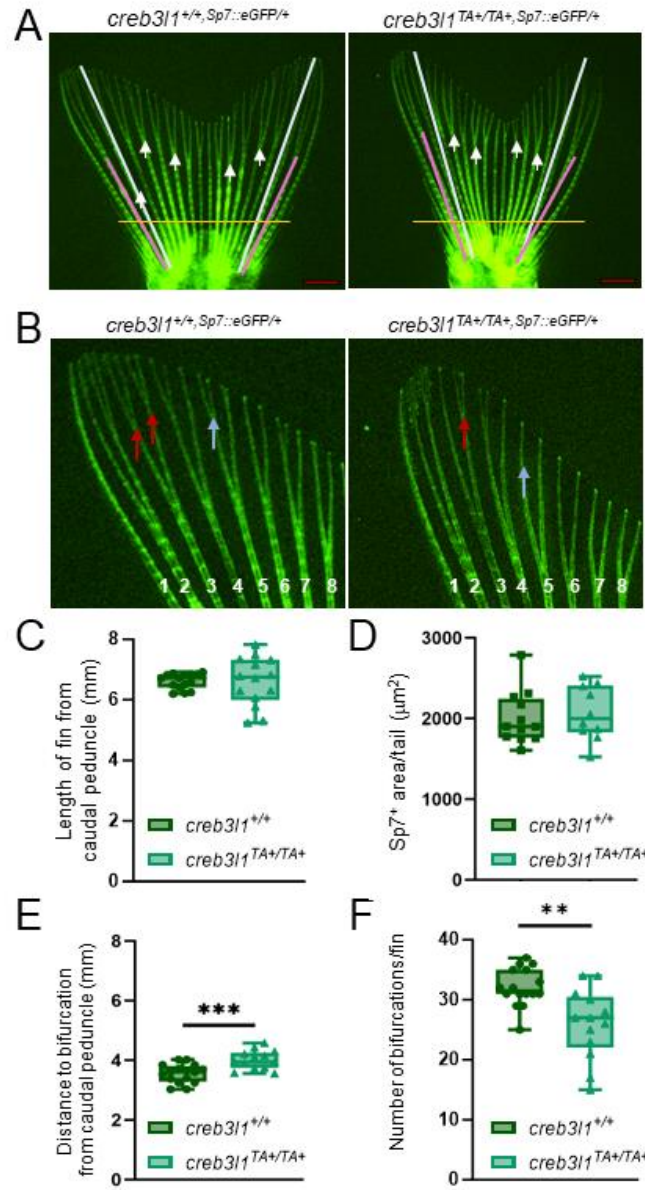 A
creb3l1+/+,Sp7::eGFP/+
creb3l1TA+/TA+,Sp7::eGFP/+
B
creb3l1+/+,Sp7::eGFP/+
creb3l1TA+/TA+,Sp7::eGFP/+
1 2 3 4 5 6 7 8
1 2 3 4 5 6 7 8
C
Length of fin from
caudal peduncle (mm)
8
6
4
2
0
creb3l1+/+
creb3l1TA+/TA+
D
Sp7+ area/tail (μm2)
3000
2000
1000
0
creb3l1+/+
creb3l1TA+/TA+
E
Distance to bifurcation
from caudal peduncle (mm)
8
6
4
2
0
***
creb3l1+/+
creb3l1TA+/TA+
F
Number of bifurcations/fin
40
30
20
10
0
**
creb3l1+/+
creb3l1TA+/TA+